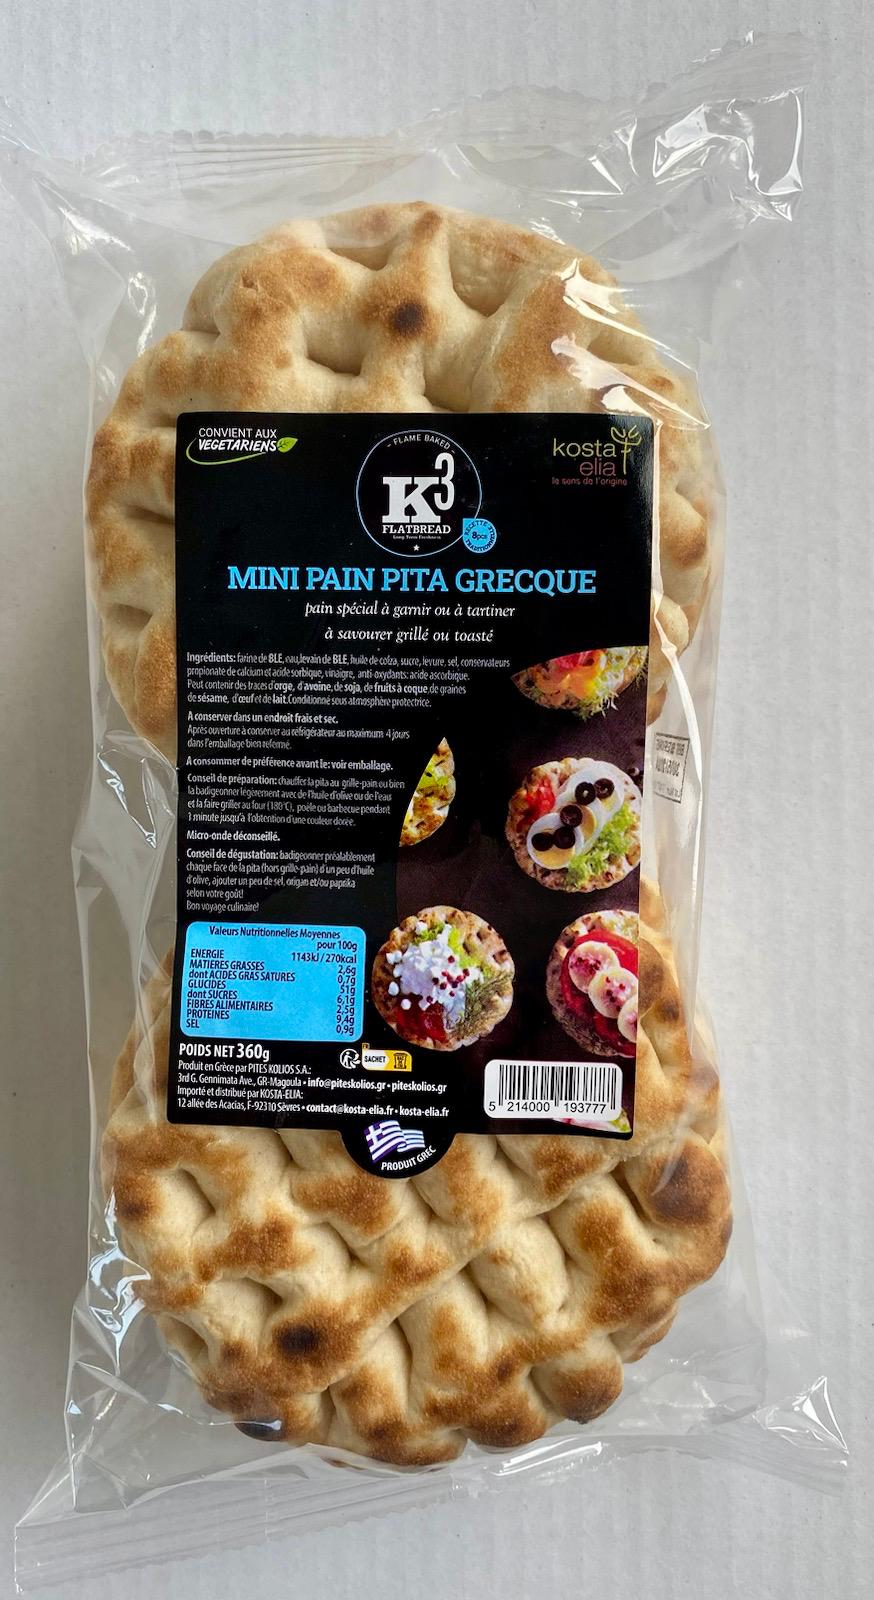 CONVIENT AUX
VEGETARIENS
FLAME BAKED
K3
FLATBREAD
Long Term Freshness
RECETTE
8pcs
TRADITIONNELLE
kosta
elia
le sens de l'origine
MINI PAIN PITA GRECQUE
pain spécial à garnir ou à tartiner
à savourer grillé ou toasté
Ingrédients: farine de BLE, eau, levain de BLE, huile de colza, sucre, levure, sel, conservateurs
propionate de calcium et acide sorbique, vinaigre, anti-oxydants: acide ascorbique.
Peut contenir des traces d'orge, d'avoine, de soja, de fruits à coque, de graines
de sésame, d'œuf et de lait. Conditionné sous atmosphère protectrice.
A conserver dans un endroit frais et sec.
Après ouverture à conserver au réfrigérateur au maximum 4 jours
dans l'emballage bien refermé.
A consommer de préférence avant le: voir emballage.
Conseil de préparation: chauffer la pita au grille-pain ou bien
la badigeonner légèrement avec de l'huile d'olive ou de l'eau
et la faire griller au four (180°C), poêle ou barbecue pendant
1 minute jusqu'à l'obtention d'une couleur dorée.
Micro-onde déconseillé.
Conseil de dégustation: badigeonner préalablement
chaque face de la pita (hors grille-pain) d'un peu d'huile
d'olive, ajouter un peu de sel, origan et/ou paprika
selon votre goût!
Bon voyage culinaire!
Valeurs Nutritionnelles Moyennes
pour 100g
ENERGIE 1143kJ / 270kcal
MATIERES GRASSES 2,6g
dont ACIDES GRAS SATURES 0,7g
GLUCIDES 51g
dont SUCRES 6,1g
FIBRES ALIMENTAIRES 2,5g
PROTEINES 9,4g
SEL 0,9g
POIDS NET 360g
SACHET
Produit en Grèce par PITES KOLIOS S.A.:
3rd G. Gennimata Ave., GR-Magoula • info@piteskolios.gr • piteskolios.gr
Importé et distribué par KOSTA-ELIA:
12 allée des Acacias, F-92310 Sèvres • contact@kosta-elia.fr • kosta-elia.fr
5 214000 193777
PRODUIT GREC